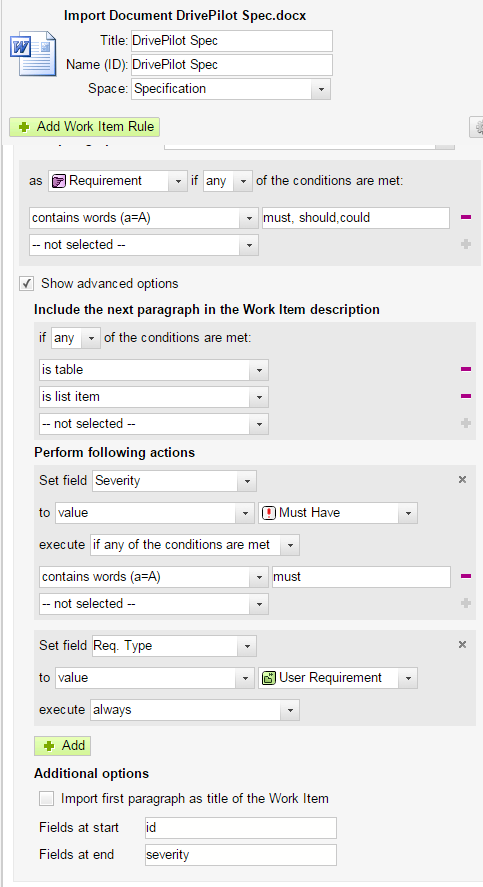 Import Document DrivePilot Spec.docx
Title: DrivePilot Spec
Name (ID): DrivePilot Spec
Space: Specification
Add Work Item Rule
as Requirement if any of the conditions are met:
contains words (a=A) must, should,could
-- not selected --
Show advanced options
Include the next paragraph in the Work Item description
if any of the conditions are met:
is table
is list item
-- not selected --
Perform following actions
Set field Severity
to value Must Have
execute if any of the conditions are met
contains words (a=A) must
-- not selected --
Set field Req. Type
to value User Requirement
execute always
Add
Additional options
Import first paragraph as title of the Work Item
Fields at start id
Fields at end severity